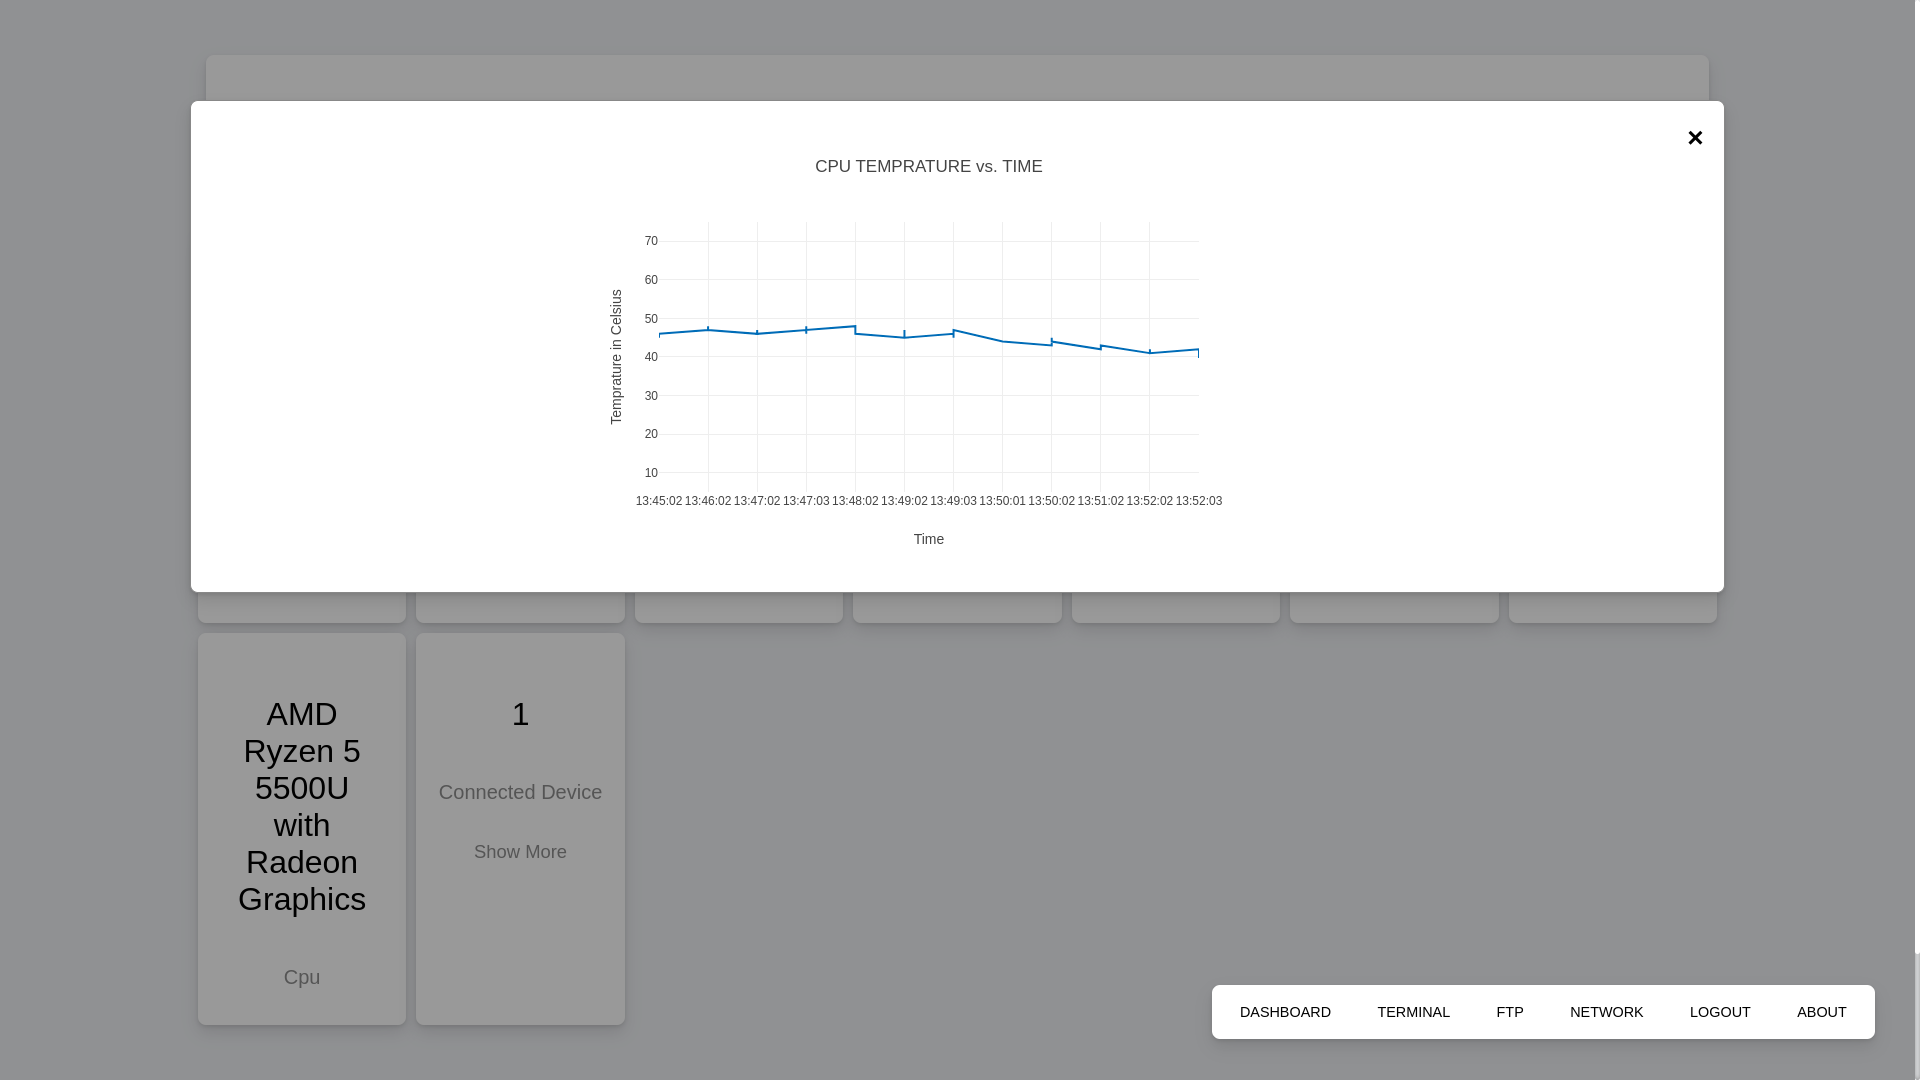 ×
CPU TEMPRATURE vs. TIME
70
60
50
40
30
20
10
Temprature in Celsius
13:45:02 13:46:02 13:47:02 13:47:03 13:48:02 13:49:02 13:49:03 13:50:01 13:50:02 13:51:02 13:52:02 13:52:03
Time
AMD
Ryzen 5
5500U
with
Radeon
Graphics
Cpu
1
Connected Device
Show More
DASHBOARD TERMINAL FTP NETWORK LOGOUT ABOUT